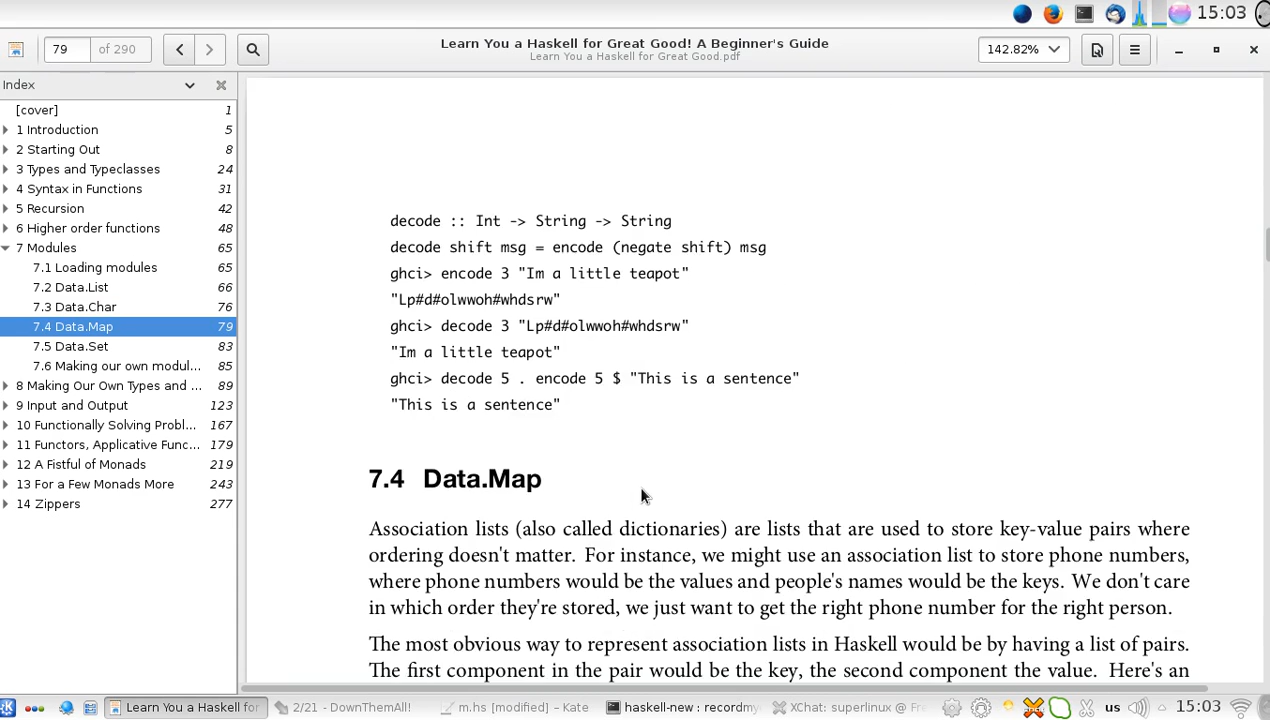 15:03
79
of 290
Learn You a Haskell for Great Good! A Beginner's Guide
Learn You a Haskell for Great Good.pdf
142.82%
Index
[cover] 1
1 Introduction 5
2 Starting Out 8
3 Types and Typeclasses 24
4 Syntax in Functions 31
5 Recursion 42
6 Higher order functions 48
7 Modules 65
7.1 Loading modules 65
7.2 Data.List 66
7.3 Data.Char 76
7.4 Data.Map 79
7.5 Data.Set 83
7.6 Making our own modul... 85
8 Making Our Own Types and ... 89
9 Input and Output 123
10 Functionally Solving Probl... 167
11 Functors, Applicative Func... 179
12 A Fistful of Monads 219
13 For a Few Monads More 243
14 Zippers 277
decode :: Int -> String -> String
decode shift msg = encode (negate shift) msg
ghci> encode 3 "Im a little teapot"
"Lp#d#olwwoh#whdsrw"
ghci> decode 3 "Lp#d#olwwoh#whdsrw"
"Im a little teapot"
ghci> decode 5 . encode 5 $ "This is a sentence"
"This is a sentence"
7.4 Data.Map
Association lists (also called dictionaries) are lists that are used to store key-value pairs where
ordering doesn't matter. For instance, we might use an association list to store phone numbers,
where phone numbers would be the values and people's names would be the keys. We don't care
in which order they're stored, we just want to get the right phone number for the right person.
The most obvious way to represent association lists in Haskell would be by having a list of pairs.
The first component in the pair would be the key, the second component the value. Here's an
Learn You a Haskell for
2/21 - DownThemAll!
m.hs [modified] – Kate
haskell-new : recordmy
XChat: superlinux @ Fre
us
15:03